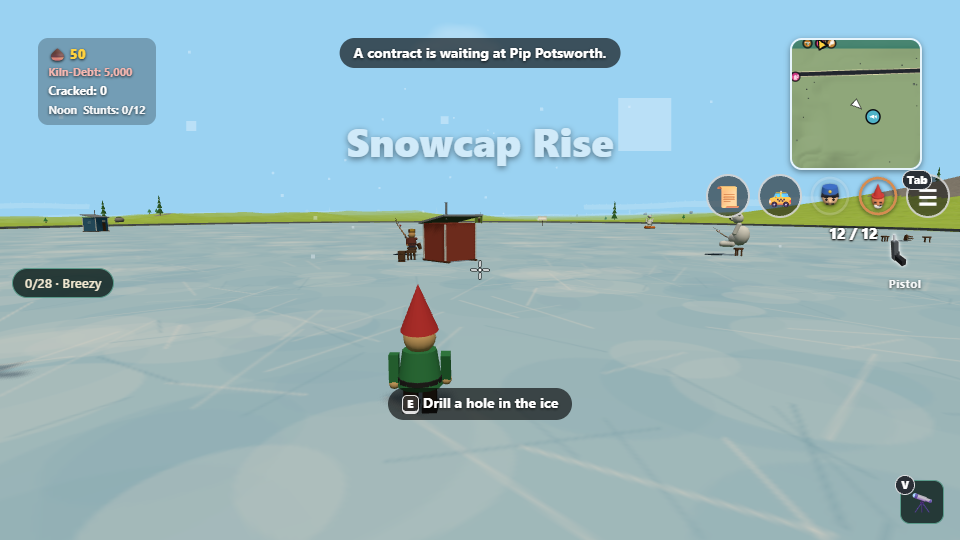 50
Kiln-Debt: 5,000
Cracked: 0
Noon Stunts: 0/12
A contract is waiting at Pip Potsworth.
Snowcap Rise
Tab
12 / 12
Pistol
0/28 · Breezy
E Drill a hole in the ice
V